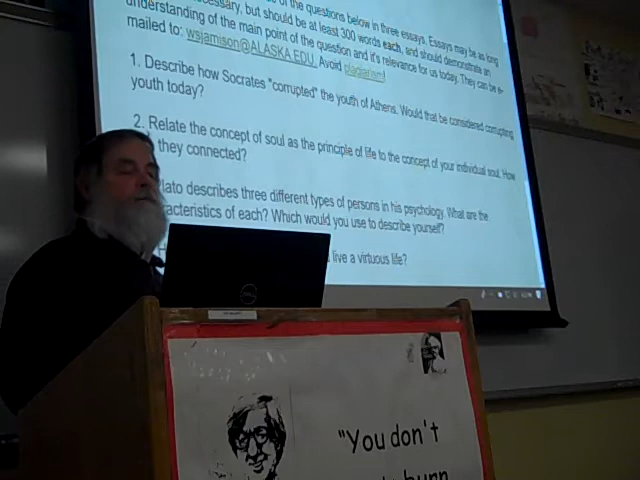 of the questions below in three essays. Essays may be as long
necessary, but should be at least 300 words each, and should demonstrate an
understanding of the main point of the question and it's relevance for us today. They can be e-
mailed to: wsjamison@ALASKA.EDU. Avoid plagiarism!
1. Describe how Socrates "corrupted" the youth of Athens. Would that be considered corrupting
youth today?
2. Relate the concept of soul as the principle of life to the concept of your individual soul. How
they connected?
lato describes three different types of persons in his psychology. What are the
acteristics of each? Which would you use to describe yourself?
live a virtuous life?
DELL
"You don't
burn